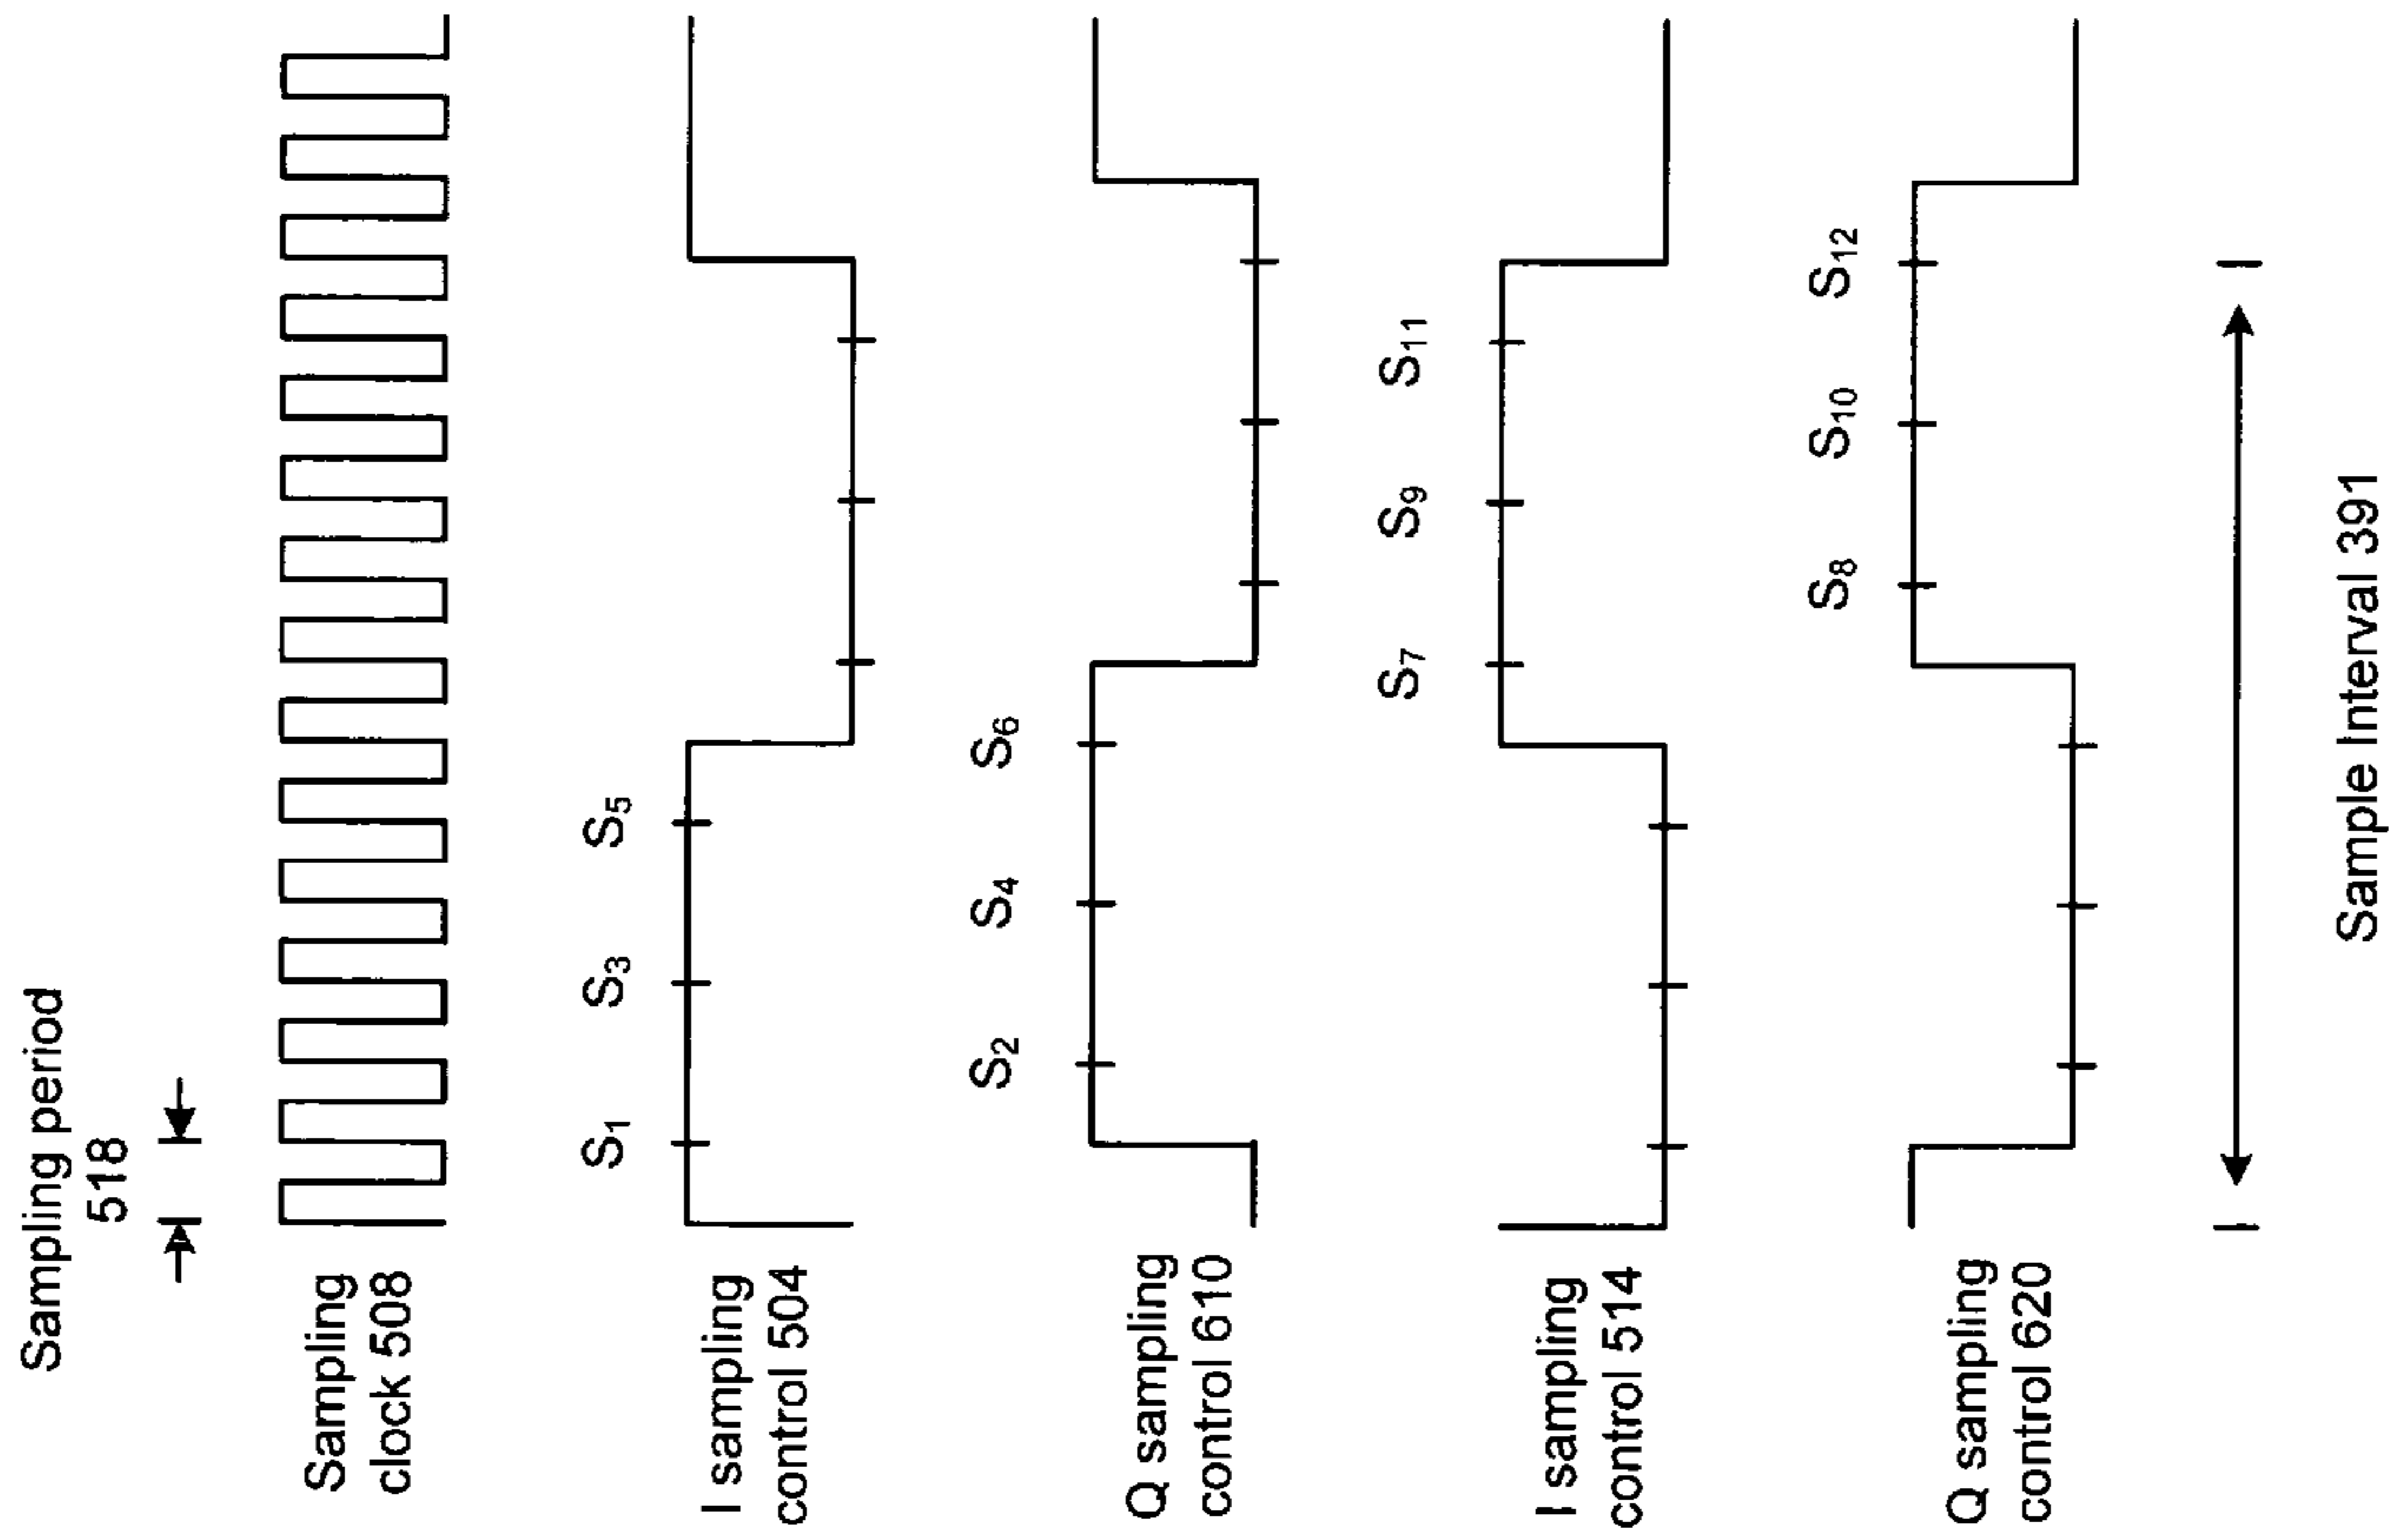 Sampling period
518
Sampling
clock 508
I sampling
control 504
S₁
S₃
S₅
Q sampling
control 610
S₂
S₄
S₆
I sampling
control 514
S₇
S₉
S₁₁
Q sampling
control 620
S₈
S₁₀
S₁₂
Sample Interval 391